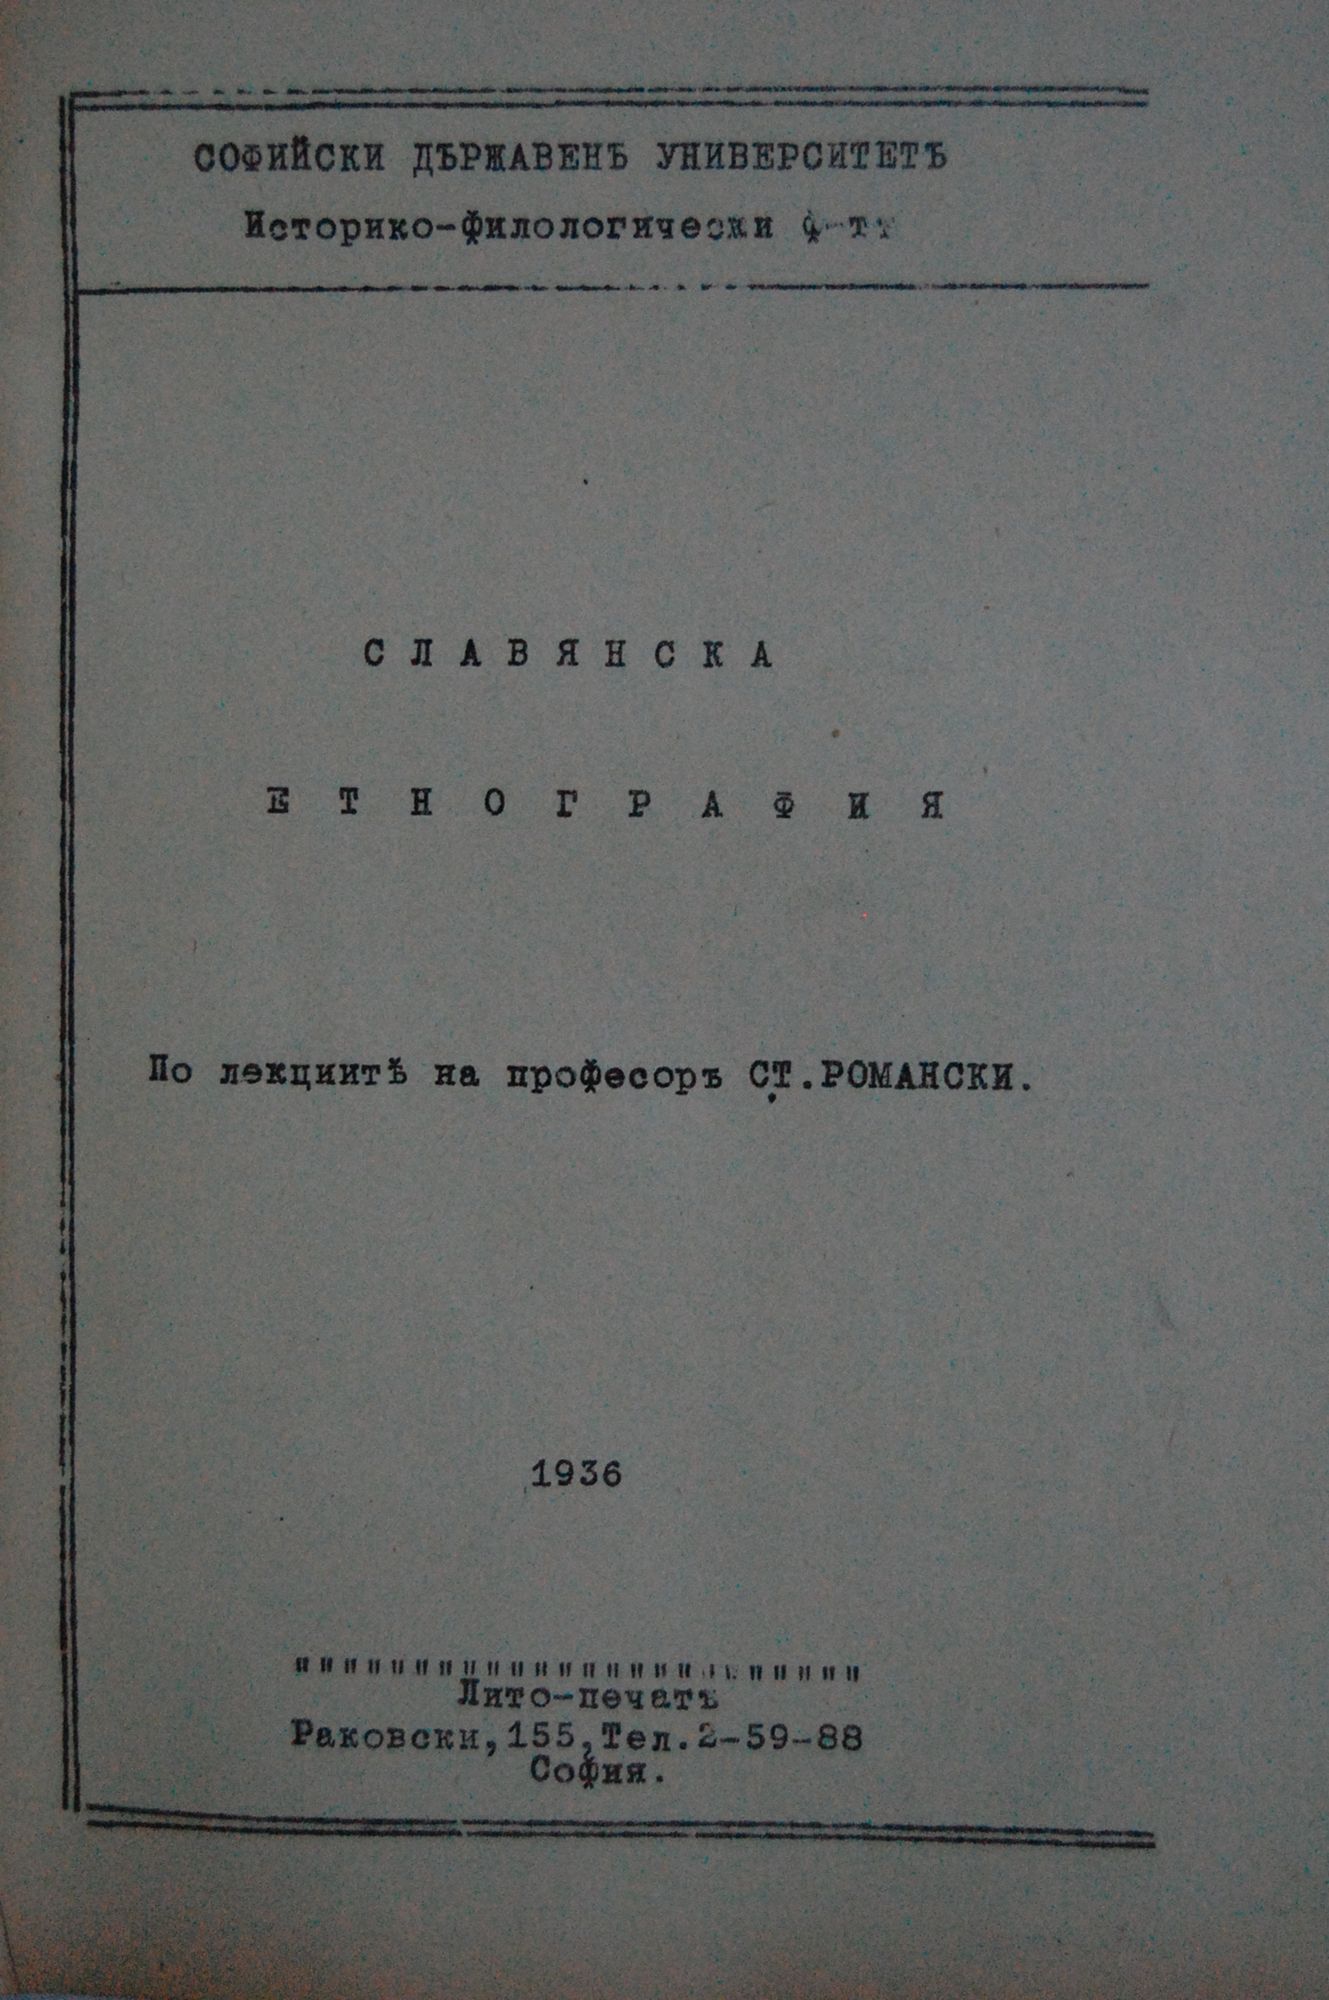 СОФИЙСКИ ДЪРЖАВЕНЪ УНИВЕРСИТЕТЪ
Историко-филологически ф-тъ
СЛАВЯНСКА
ЕТНОГРАФИЯ
По лекциитѣ на професоръ СТ.РОМАНСКИ.
1936
""""""""""""""""""""""""
Лито-печатъ
Раковски,155,Тел.2-59-88
София.